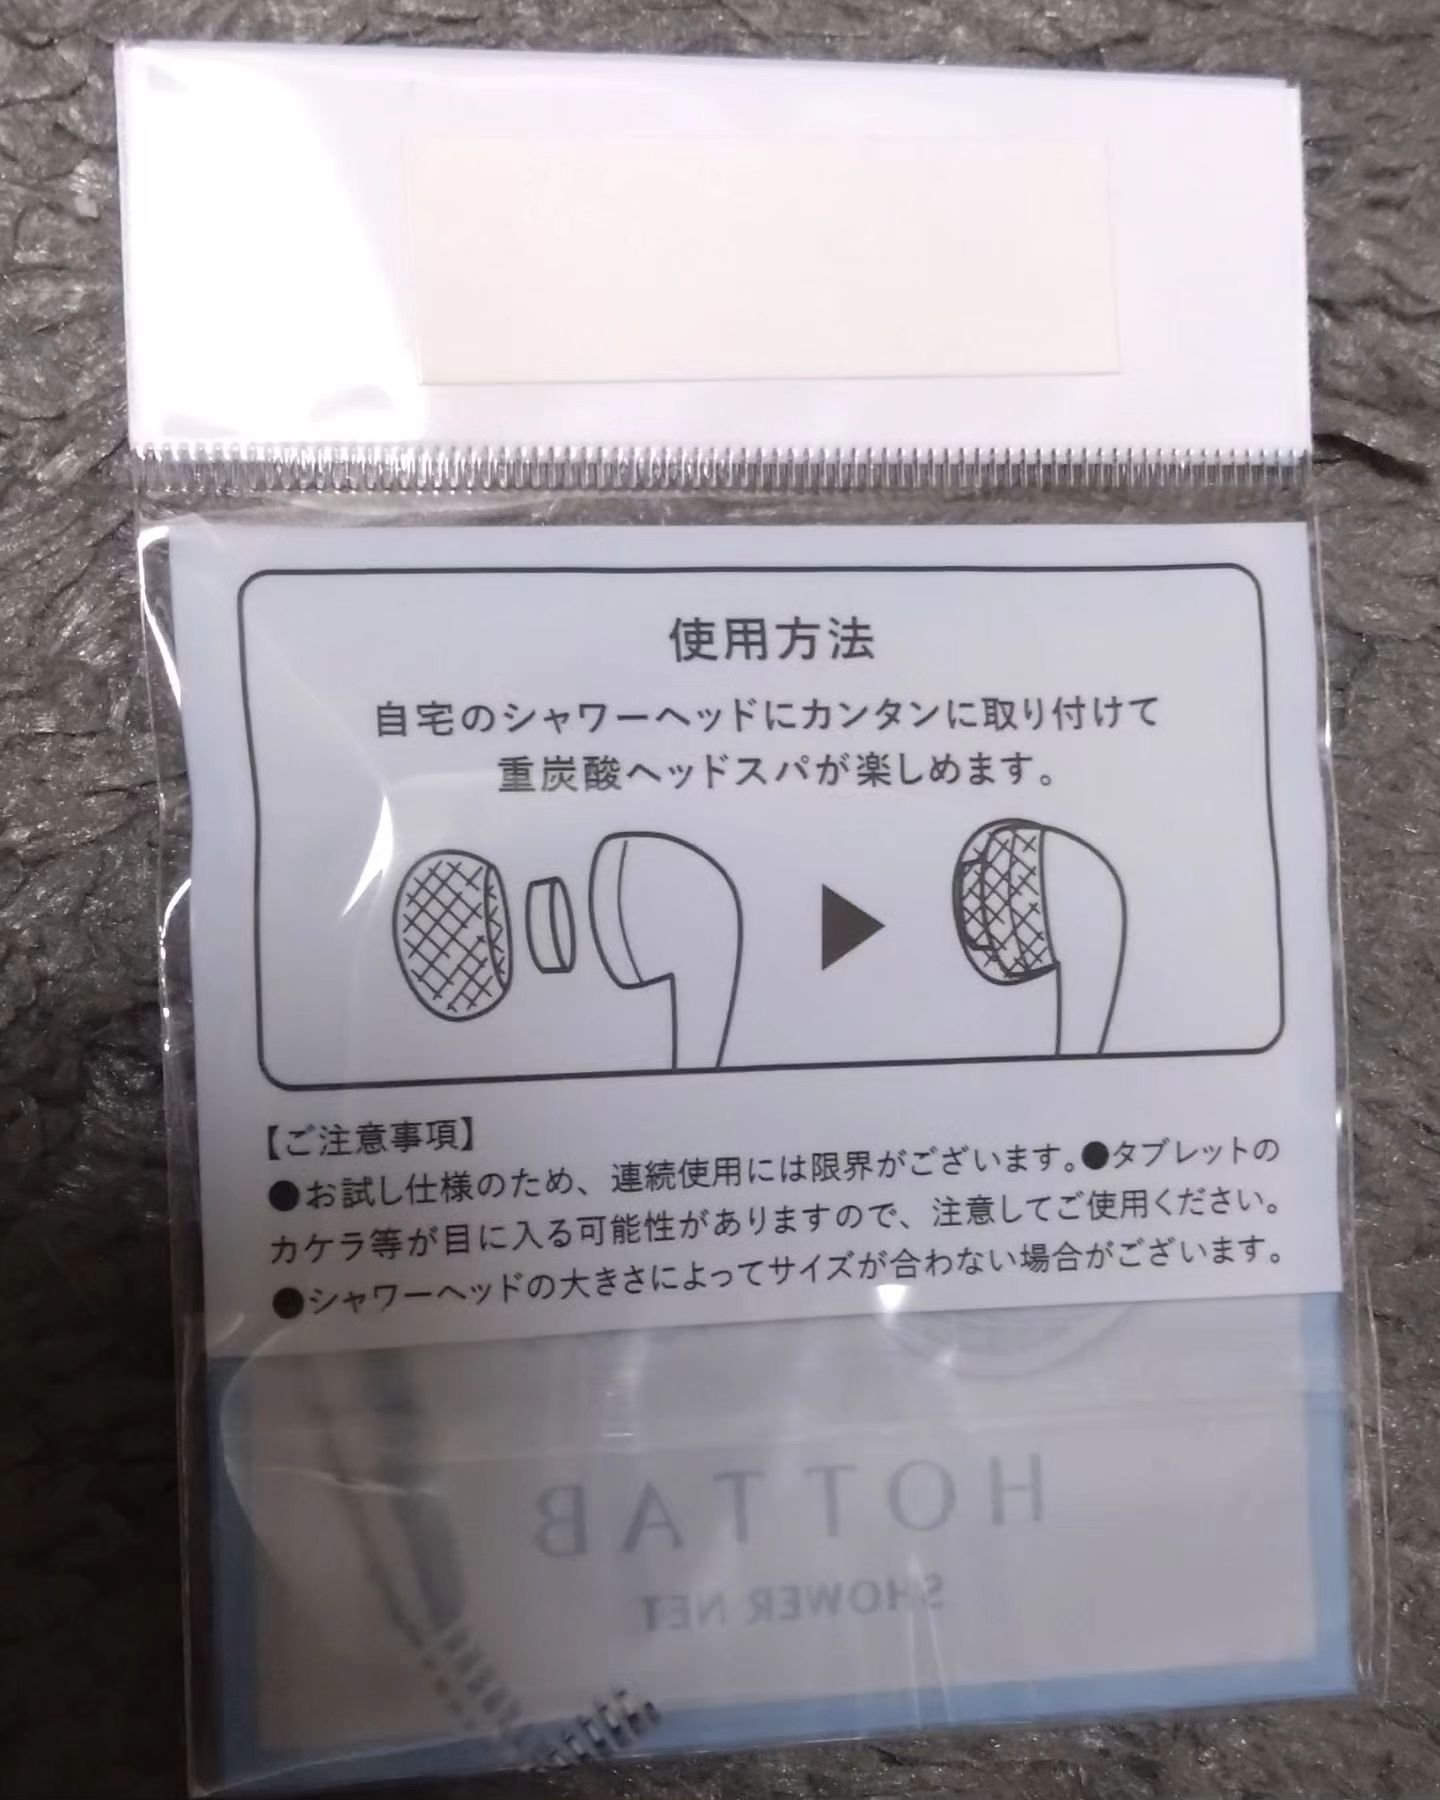 使用方法
自宅のシャワーヘッドにカンタンに取り付けて
重炭酸ヘッドスパが楽しめます。
【ご注意事項】
●お試し仕様のため、連続使用には限界がございます。●タブレットの
カケラ等が目に入る可能性がありますので、注意してご使用ください。
●シャワーヘッドの大きさによってサイズが合わない場合がございます。
HOT TAB
SHOWER NET